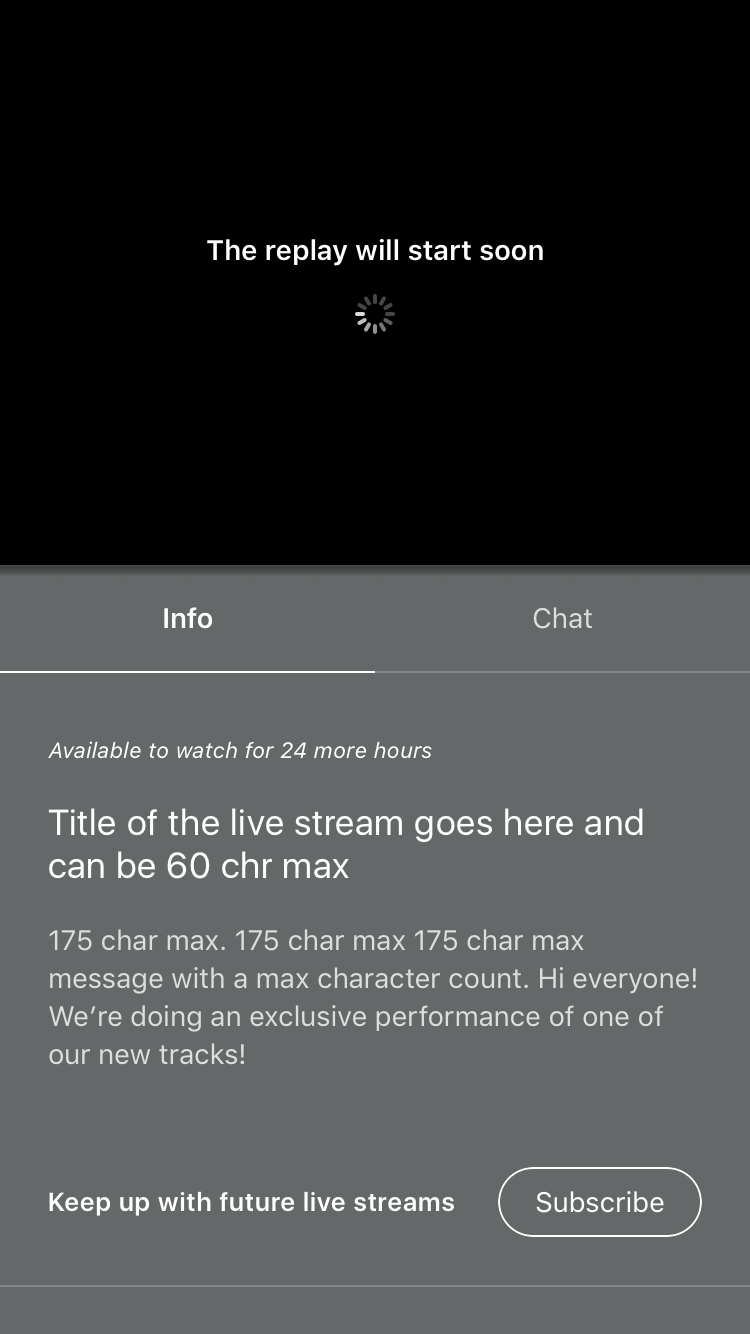 The replay will start soon
Info
Chat
Available to watch for 24 more hours
Title of the live stream goes here and
can be 60 chr max
175 char max. 175 char max 175 char max
message with a max character count. Hi everyone!
We’re doing an exclusive performance of one of
our new tracks!
Keep up with future live streams
Subscribe